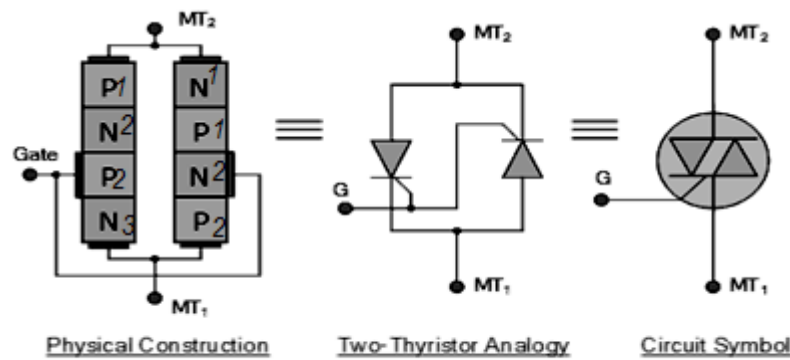 MT2
P1 N1
N2 P1
Gate
P2 N2
N3 P2
MT1
Physical Construction
MT2
G
MT1
Two-Thyristor Analogy
MT2
G
MT1
Circuit Symbol